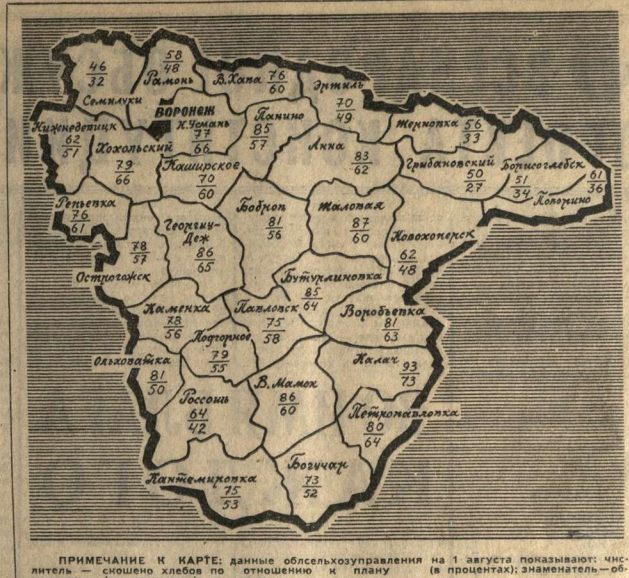 46
32
Семилуки
58
48
Рамонь
В.Хава 76
60
Эртиль
70
49
ВОРОНЕЖ
Н.Усмань
77
66
Панино
85
57
Терновка 56
33
Нижнедевицк
62
51
Хохольский
79
66
Каширское
70
60
Анна
83
62
Грибановский
50
27
Борисоглебск
51
34
61
36
Поворино
Репьевка
76
61
Георгиу-
Деж
86
65
Бобров
81
56
Таловая
87
60
Новохоперск
62
48
78
57
Острогожск
Бутурлиновка
85
64
Каменка
78
56
Павловск
75
58
Воробьевка
81
63
Подгорное
79
55
Ольховатка
81
50
Калач
93
73
Россошь
64
42
В. Мамон
86
60
Петропавловка
80
64
Кантемировка
75
53
Богучар
73
52
ПРИМЕЧАНИЕ К КАРТЕ: данные облсельхозуправления на 1 августа показывают: чис-
литель — скошено хлебов по отношению к плану (в процентах); знаменатель—об-